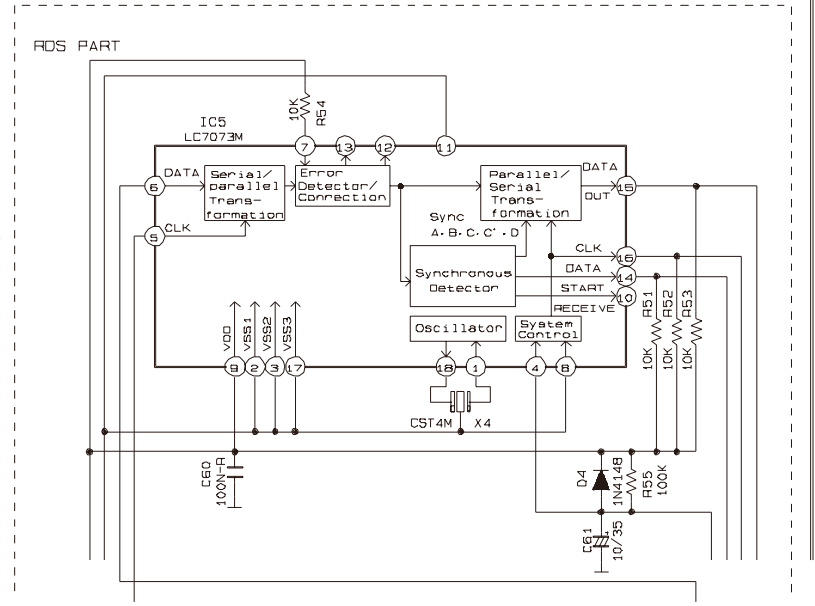 RDS PART
10K
R54
IC5
LC7073M
7
13
12
11
6
DATA
Serial/
parallel
Trans-
formation
Error
Detector/
Connection
Parallel/
Serial
Trans-
formation
DATA
OUT
15
5
CLK
Sync
A·B·C·C'·D
CLK
16
DATA
14
START
10
Synchronous
Detector
RECEIVE
R51
R52
R53
10K
10K
10K
VDD
VSS1
VSS2
VSS3
Oscillator
System
Control
9
2
3
17
18
1
4
8
CST4M X4
C60
100N-A
D4
1N4148
R55
100K
C61
10/35